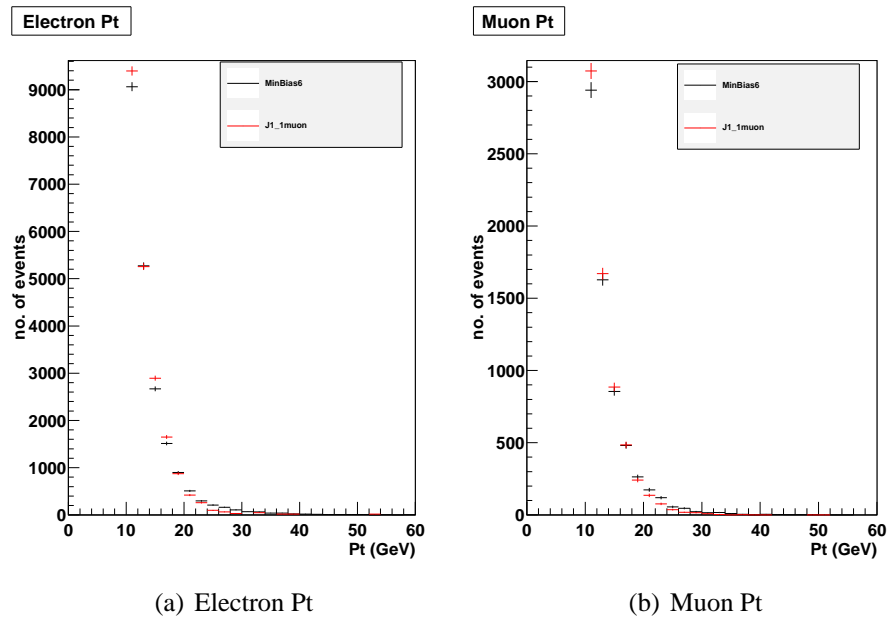 Electron Pt
no. of events
9000
8000
7000
6000
5000
4000
3000
2000
1000
0
MinBias6
J1_1muon
0 10 20 30 40 50 60
Pt (GeV)
(a) Electron Pt
Muon Pt
no. of events
3000
2500
2000
1500
1000
500
0
MinBias6
J1_1muon
0 10 20 30 40 50 60
Pt (GeV)
(b) Muon Pt